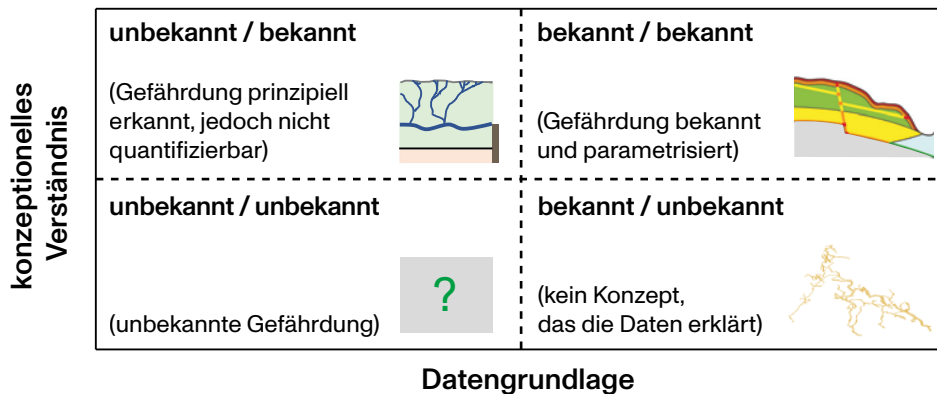 konzeptionelles
Verständnis
unbekannt / bekannt
(Gefährdung prinzipiell
erkannt, jedoch nicht
quantifizierbar)
bekannt / bekannt
(Gefährdung bekannt
und parametrisiert)
unbekannt / unbekannt
?
(unbekannte Gefährdung)
bekannt / unbekannt
(kein Konzept,
das die Daten erklärt)
Datengrundlage